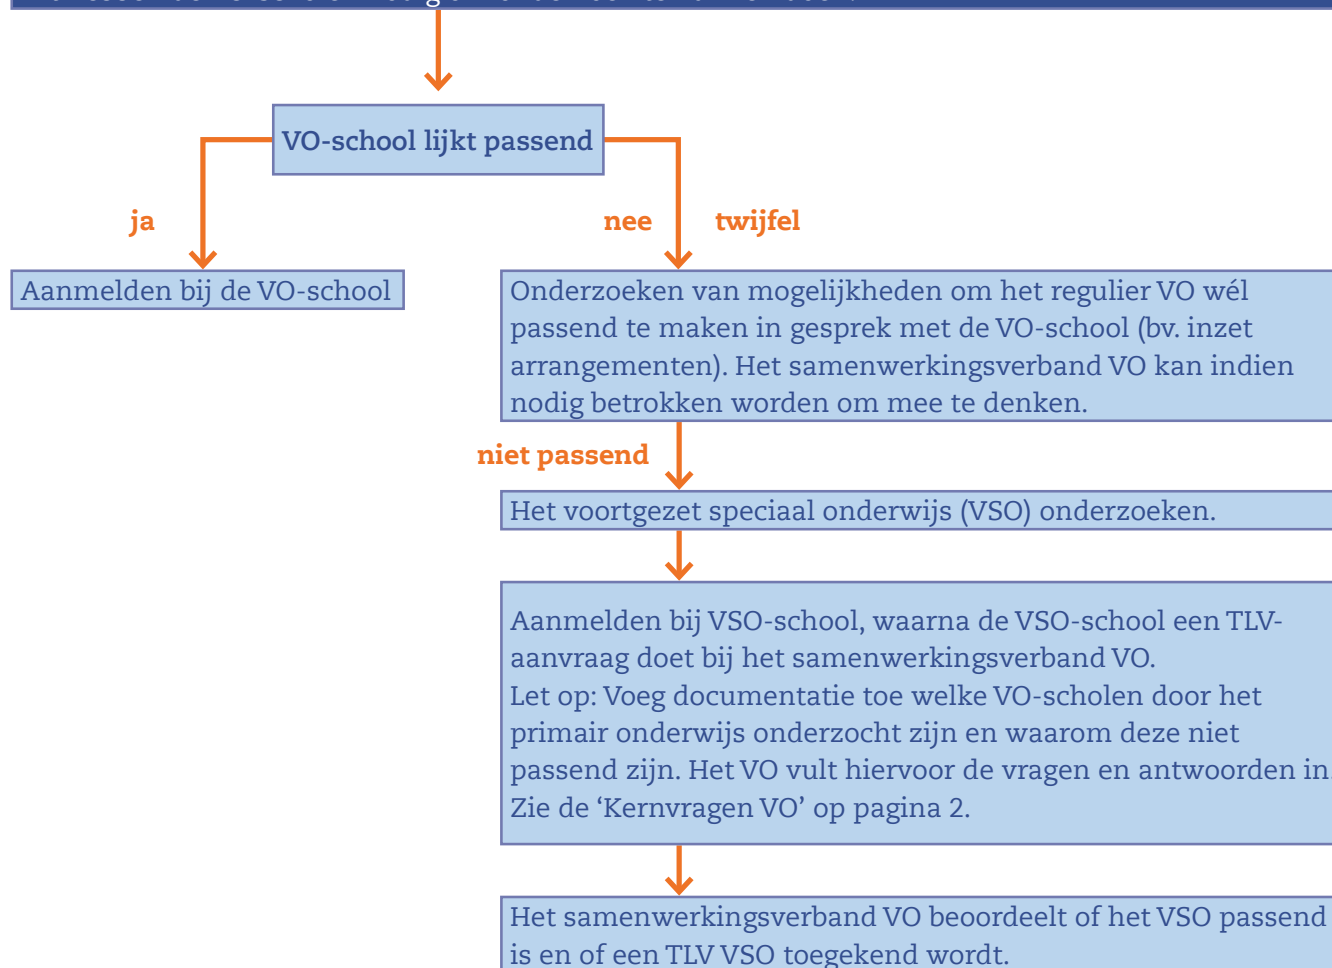 VO-school lijkt passend
ja
nee
twijfel
Aanmelden bij de VO-school
Onderzoeken van mogelijkheden om het regulier VO wél
passend te maken in gesprek met de VO-school (bv. inzet
arrangementen). Het samenwerkingsverband VO kan indien
nodig betrokken worden om mee te denken.
niet passend
Het voortgezet speciaal onderwijs (VSO) onderzoeken.
Aanmelden bij VSO-school, waarna de VSO-school een TLV-
aanvraag doet bij het samenwerkingsverband VO.
Let op: Voeg documentatie toe welke VO-scholen door het
primair onderwijs onderzocht zijn en waarom deze niet
passend zijn. Het VO vult hiervoor de vragen en antwoorden in.
Zie de ‘Kernvragen VO’ op pagina 2.
Het samenwerkingsverband VO beoordeelt of het VSO passend
is en of een TLV VSO toegekend wordt.